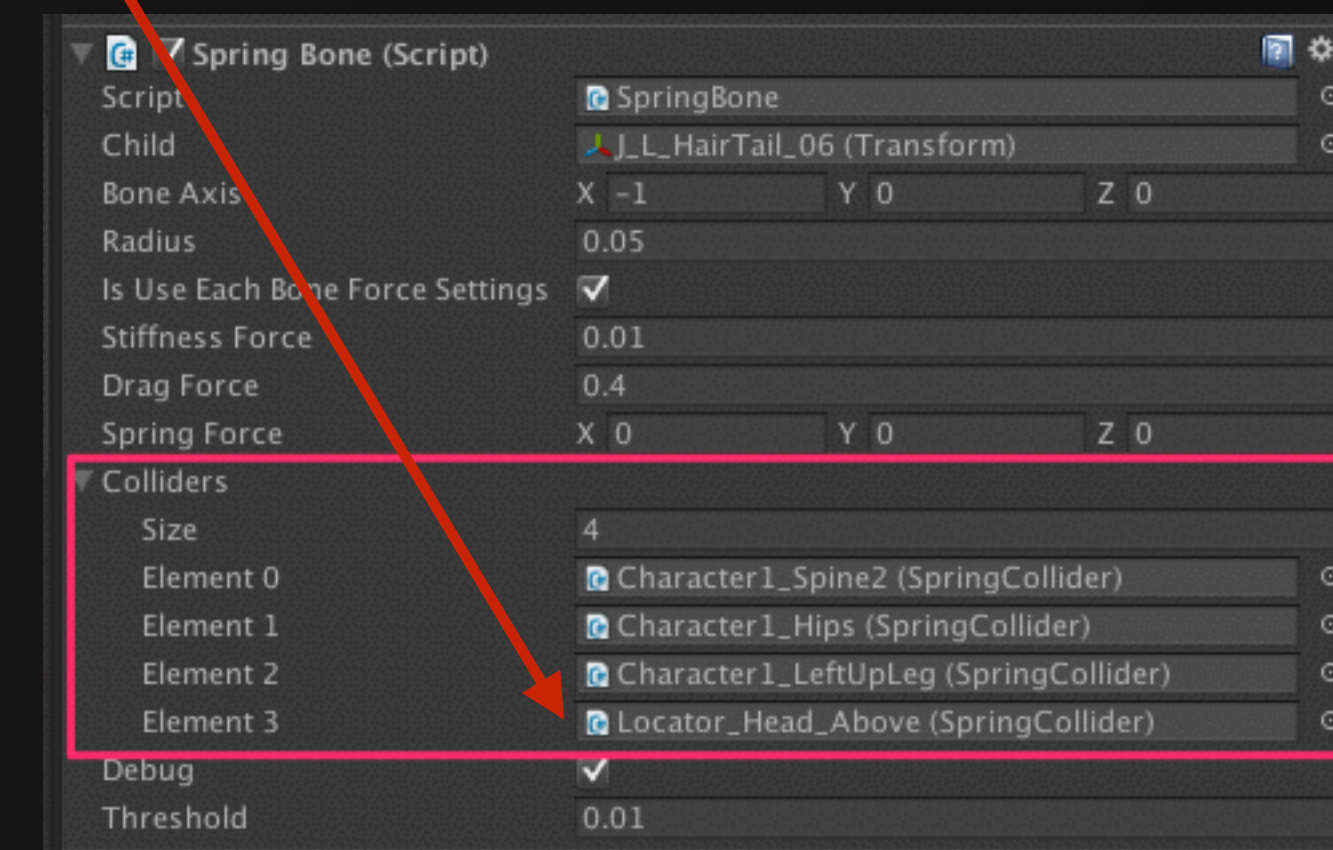 Spring Bone (Script)
Script SpringBone
Child J_L_HairTail_06 (Transform)
Bone Axis X -1 Y 0 Z 0
Radius 0.05
Is Use Each Bone Force Settings
Stiffness Force 0.01
Drag Force 0.4
Spring Force X 0 Y 0 Z 0
Colliders
Size 4
Element 0 Character1_Spine2 (SpringCollider)
Element 1 Character1_Hips (SpringCollider)
Element 2 Character1_LeftUpLeg (SpringCollider)
Element 3 Locator_Head_Above (SpringCollider)
Debug
Threshold 0.01